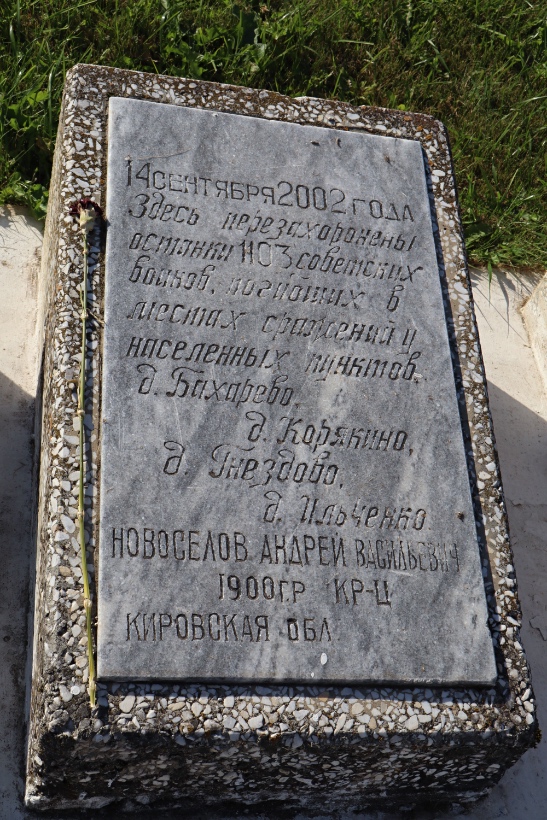 14 СЕНТЯБРЯ 2002 ГОДА
Здесь перезахоронены
останки 1103 советских
воинов, погибших в
местах сражений у
населенных пунктов,
д. Бахарево,
д. Корякино,
д. Гнездово,
д. Ильченко.
НОВОСЕЛОВ АНДРЕЙ ВАСИЛЬЕВИЧ
1900 Г.Р. КР-Ц
КИРОВСКАЯ ОБЛ.